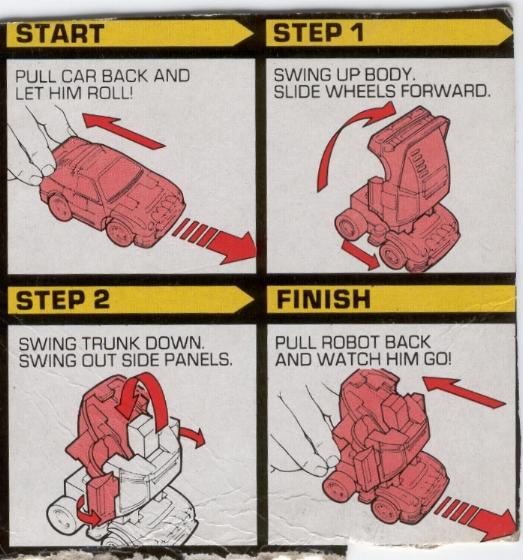 START
PULL CAR BACK AND
LET HIM ROLL!
STEP 1
SWING UP BODY.
SLIDE WHEELS FORWARD.
STEP 2
SWING TRUNK DOWN.
SWING OUT SIDE PANELS.
FINISH
PULL ROBOT BACK
AND WATCH HIM GO!